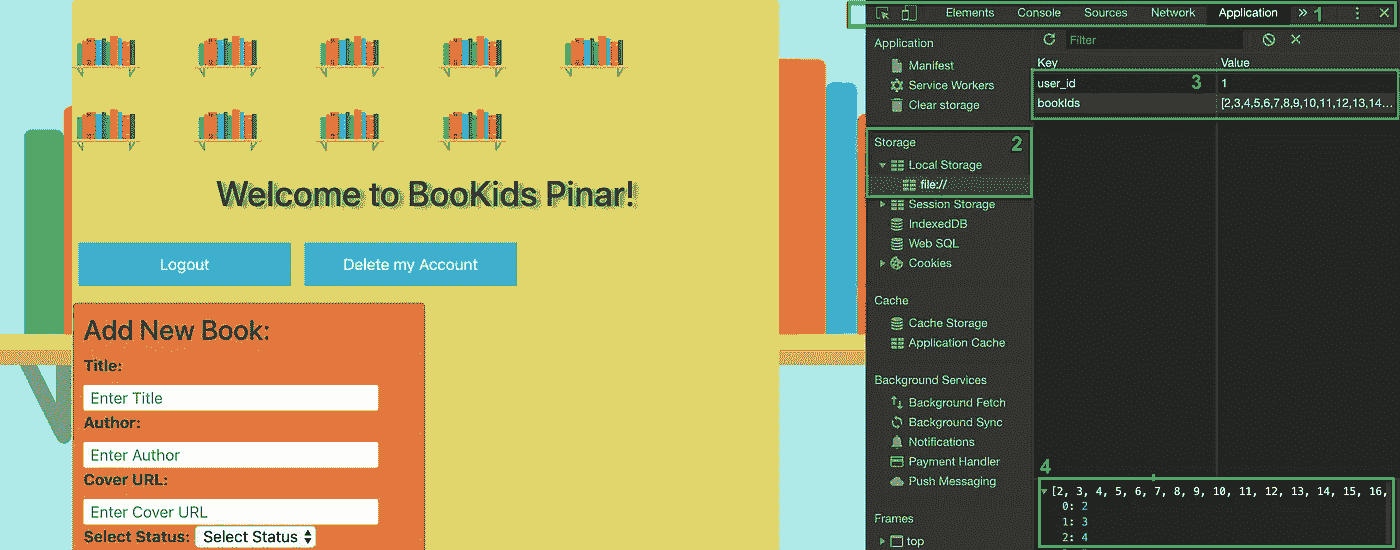 Welcome to BooKids Pinar!
Logout
Delete my Account
Add New Book:
Title:
Enter Title
Author:
Enter Author
Cover URL:
Enter Cover URL
Select Status: Select Status
Elements Console Sources Network Application » 1
Application
Manifest
Service Workers
Clear storage
Storage 2
Local Storage
file://
Session Storage
IndexedDB
Web SQL
Cookies
Cache
Cache Storage
Application Cache
Background Services
Background Fetch
Background Sync
Notifications
Payment Handler
Push Messaging
Frames
top
Filter
Key Value
user_id 3 1
bookIds [2,3,4,5,6,7,8,9,10,11,12,13,14...
4
[2, 3, 4, 5, 6, 7, 8, 9, 10, 11, 12, 13, 14, 15, 16,
0: 2
1: 3
2: 4